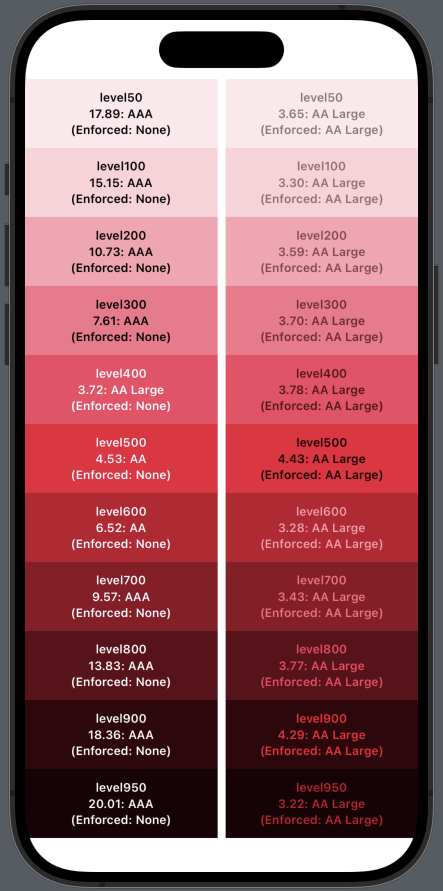 level50
17.89: AAA
(Enforced: None)
level50
3.65: AA Large
(Enforced: AA Large)
level100
15.15: AAA
(Enforced: None)
level100
3.30: AA Large
(Enforced: AA Large)
level200
10.73: AAA
(Enforced: None)
level200
3.59: AA Large
(Enforced: AA Large)
level300
7.61: AAA
(Enforced: None)
level300
3.70: AA Large
(Enforced: AA Large)
level400
3.72: AA Large
(Enforced: None)
level400
3.78: AA Large
(Enforced: AA Large)
level500
4.53: AA
(Enforced: None)
level500
4.43: AA Large
(Enforced: AA Large)
level600
6.52: AA
(Enforced: None)
level600
3.28: AA Large
(Enforced: AA Large)
level700
9.57: AAA
(Enforced: None)
level700
3.43: AA Large
(Enforced: AA Large)
level800
13.83: AAA
(Enforced: None)
level800
3.77: AA Large
(Enforced: AA Large)
level900
18.36: AAA
(Enforced: None)
level900
4.29: AA Large
(Enforced: AA Large)
level950
20.01: AAA
(Enforced: None)
level950
3.22: AA Large
(Enforced: AA Large)